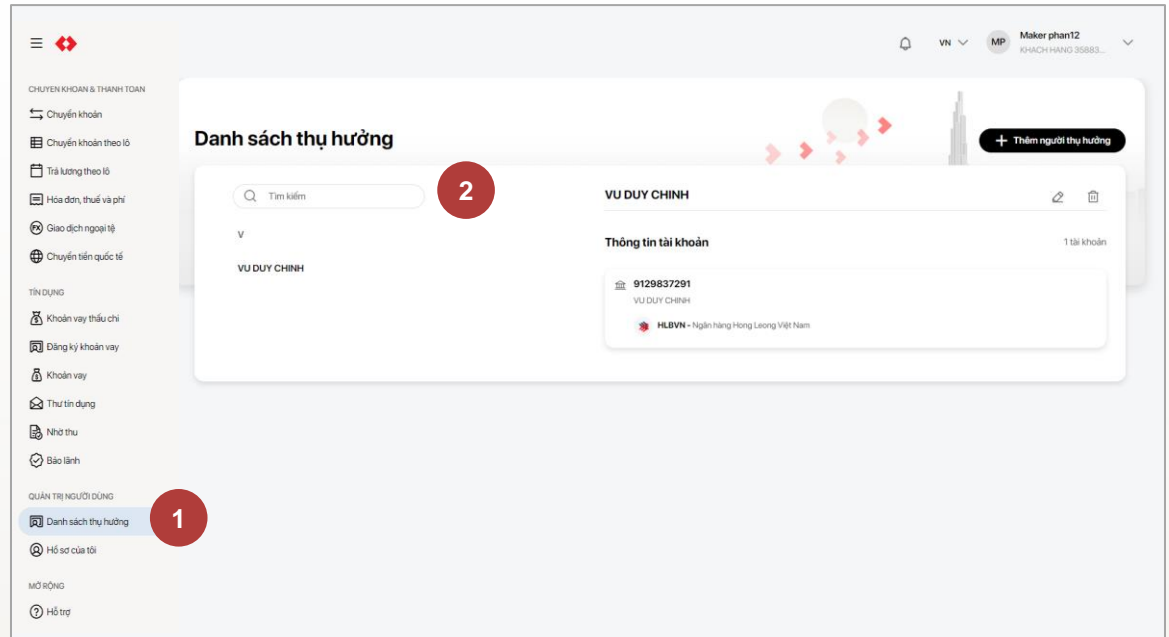 VN
MP
Maker phan12
KHACH HANG 35883...
CHUYỂN KHOẢN & THANH TOÁN
Chuyển khoản
Chuyển khoản theo lô
Trả lương theo lô
Hóa đơn, thuế và phí
FX
Giao dịch ngoại tệ
Chuyển tiền quốc tế
TÍN DỤNG
Khoản vay thấu chi
Đăng ký khoản vay
Khoản vay
Thư tín dụng
Nhờ thu
Bảo lãnh
QUẢN TRỊ NGƯỜI DÙNG
Danh sách thụ hưởng
1
Hồ sơ của tôi
MỞ RỘNG
Hỗ trợ
Danh sách thụ hưởng
Thêm người thụ hưởng
Tìm kiếm
2
V
VU DUY CHINH
VU DUY CHINH
Thông tin tài khoản
1 tài khoản
9129837291
VU DUY CHINH
HLBVN - Ngân hàng Hong Leong Việt Nam